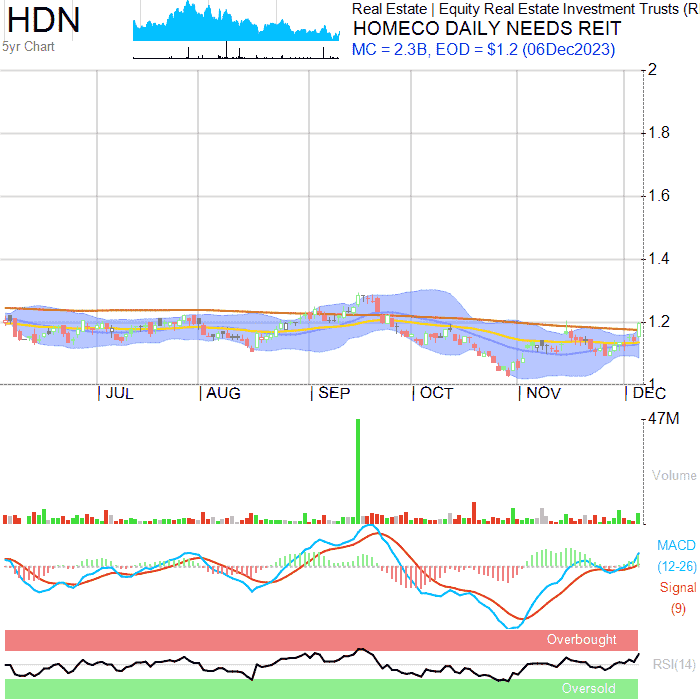 HDN
5yr Chart
Real Estate | Equity Real Estate Investment Trusts (R
HOMECO DAILY NEEDS REIT
MC = 2.3B, EOD = $1.2 (06Dec2023)
2
1.8
1.6
1.4
1.2
1
JUL AUG SEP OCT NOV DEC
47M
Volume
MACD
(12-26)
Signal
(9)
Overbought
RSI(14)
Oversold